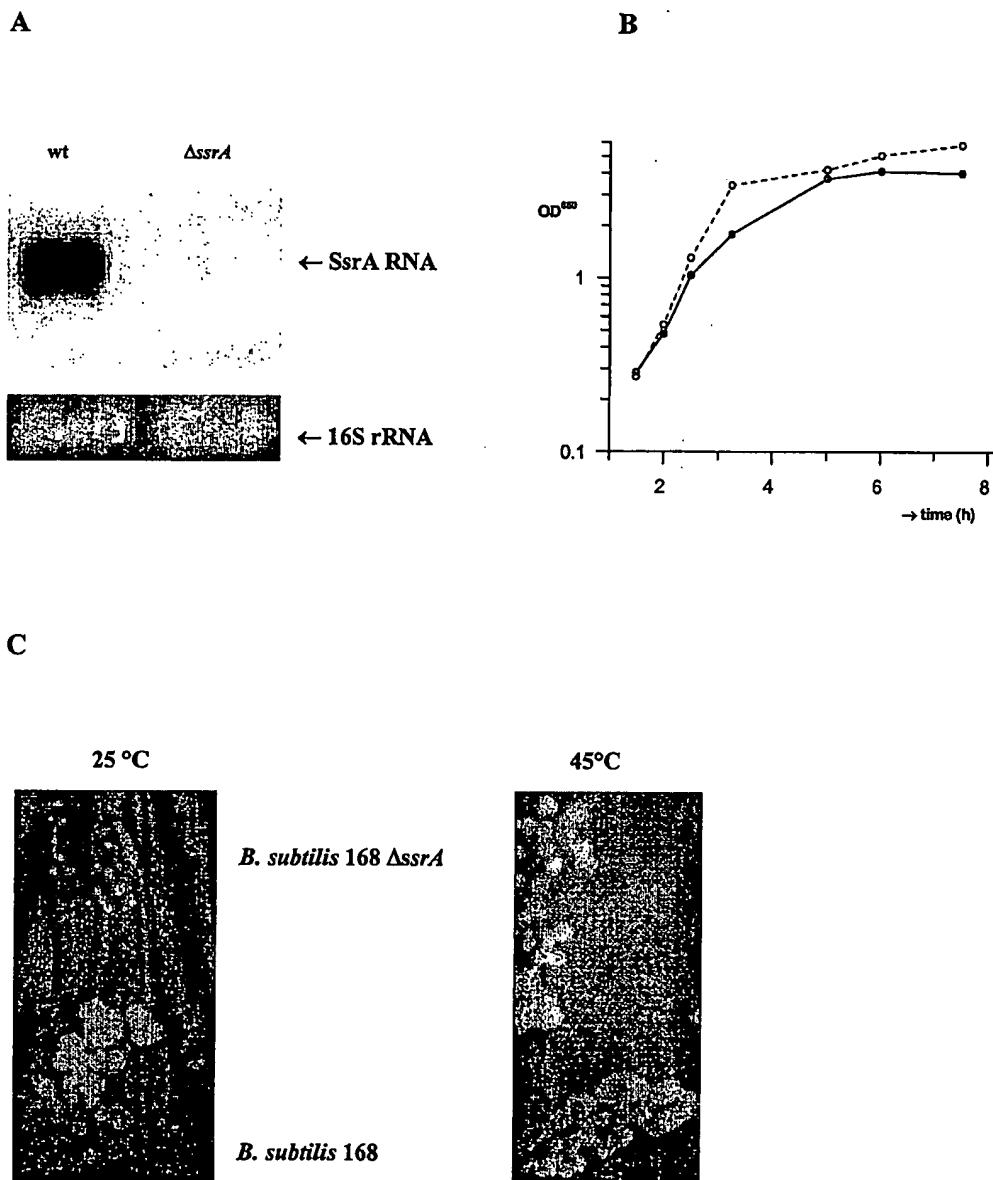 A
B
wt ΔssrA
← SsrA RNA
← 16S rRNA
1
0.1
2 4 6 8
→ time (h)
C
25 °C
45°C
B. subtilis 168 ΔssrA
B. subtilis 168